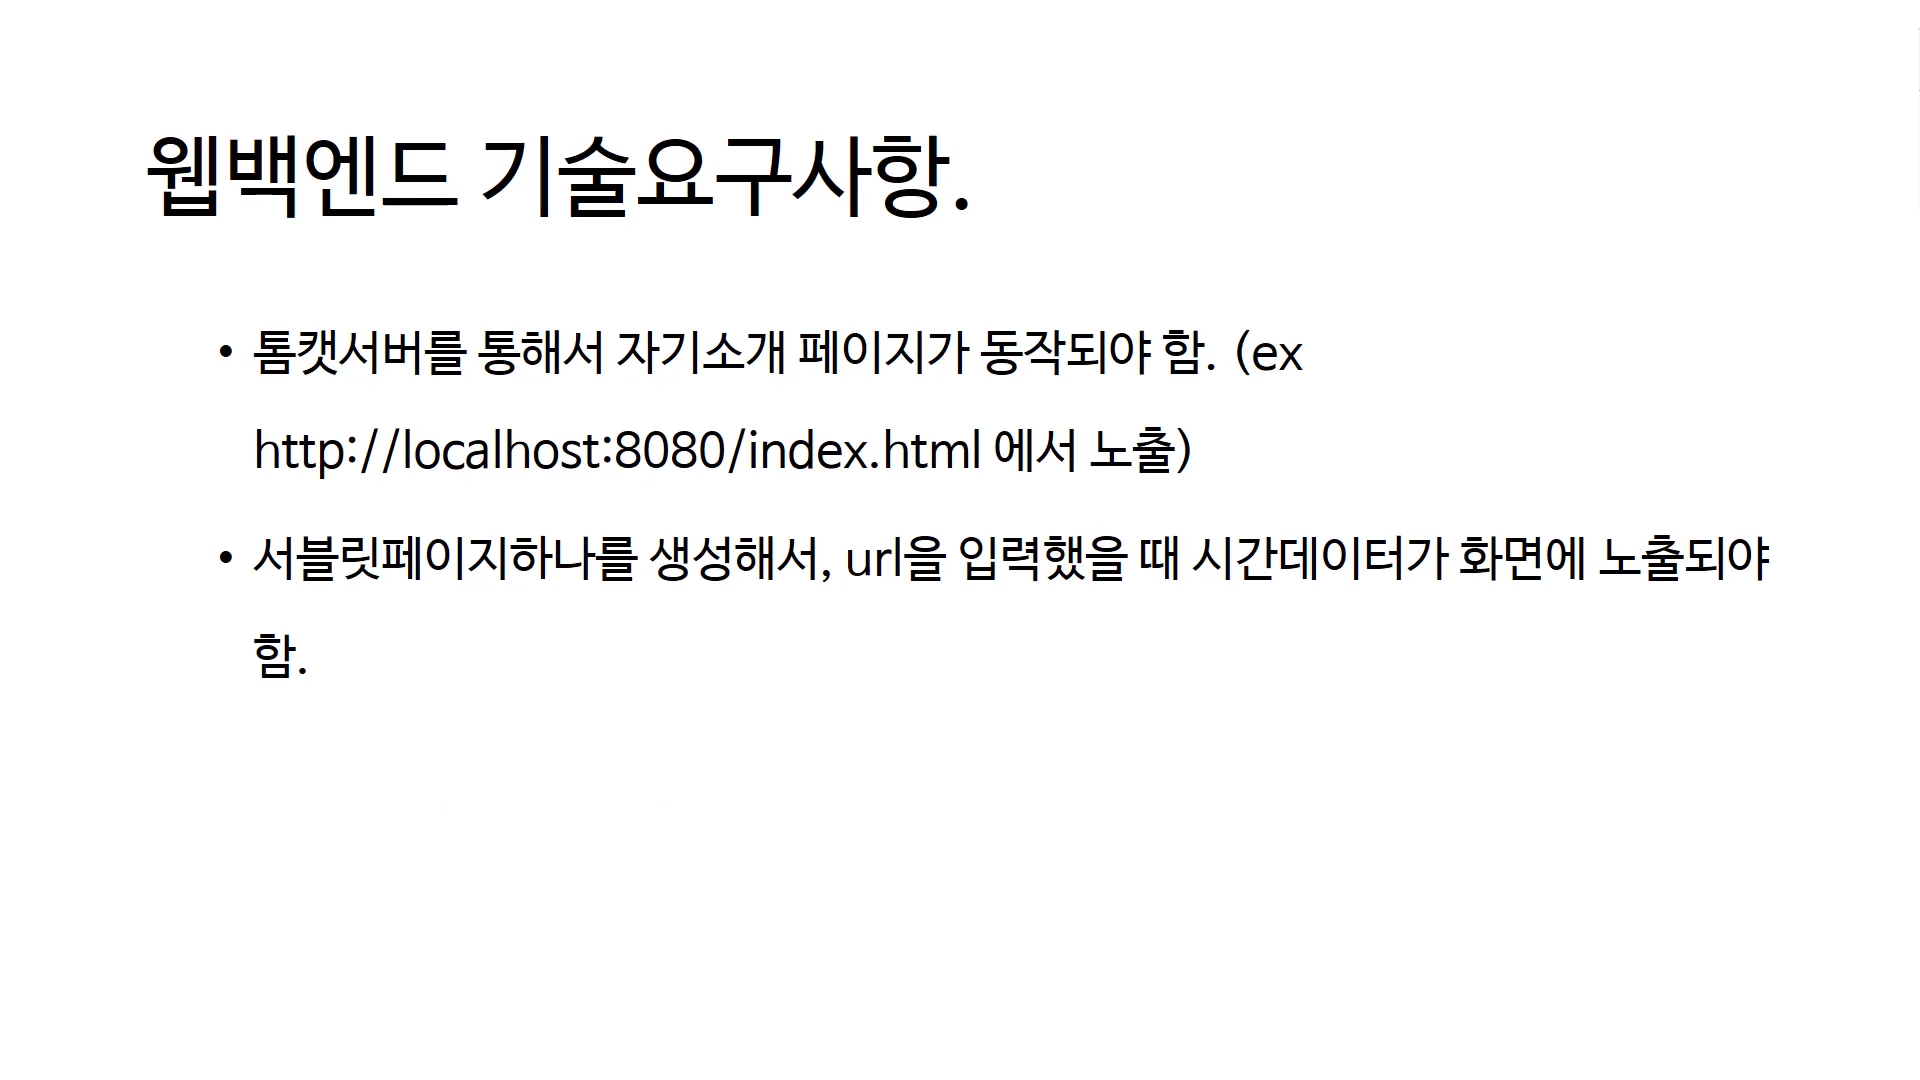 웹백엔드 기술요구사항.
• 톰캣서버를 통해서 자기소개 페이지가 동작되야 함. (ex
http://localhost:8080/index.html 에서 노출)
• 서블릿페이지하나를 생성해서, url을 입력했을 때 시간데이터가 화면에 노출되야
함.